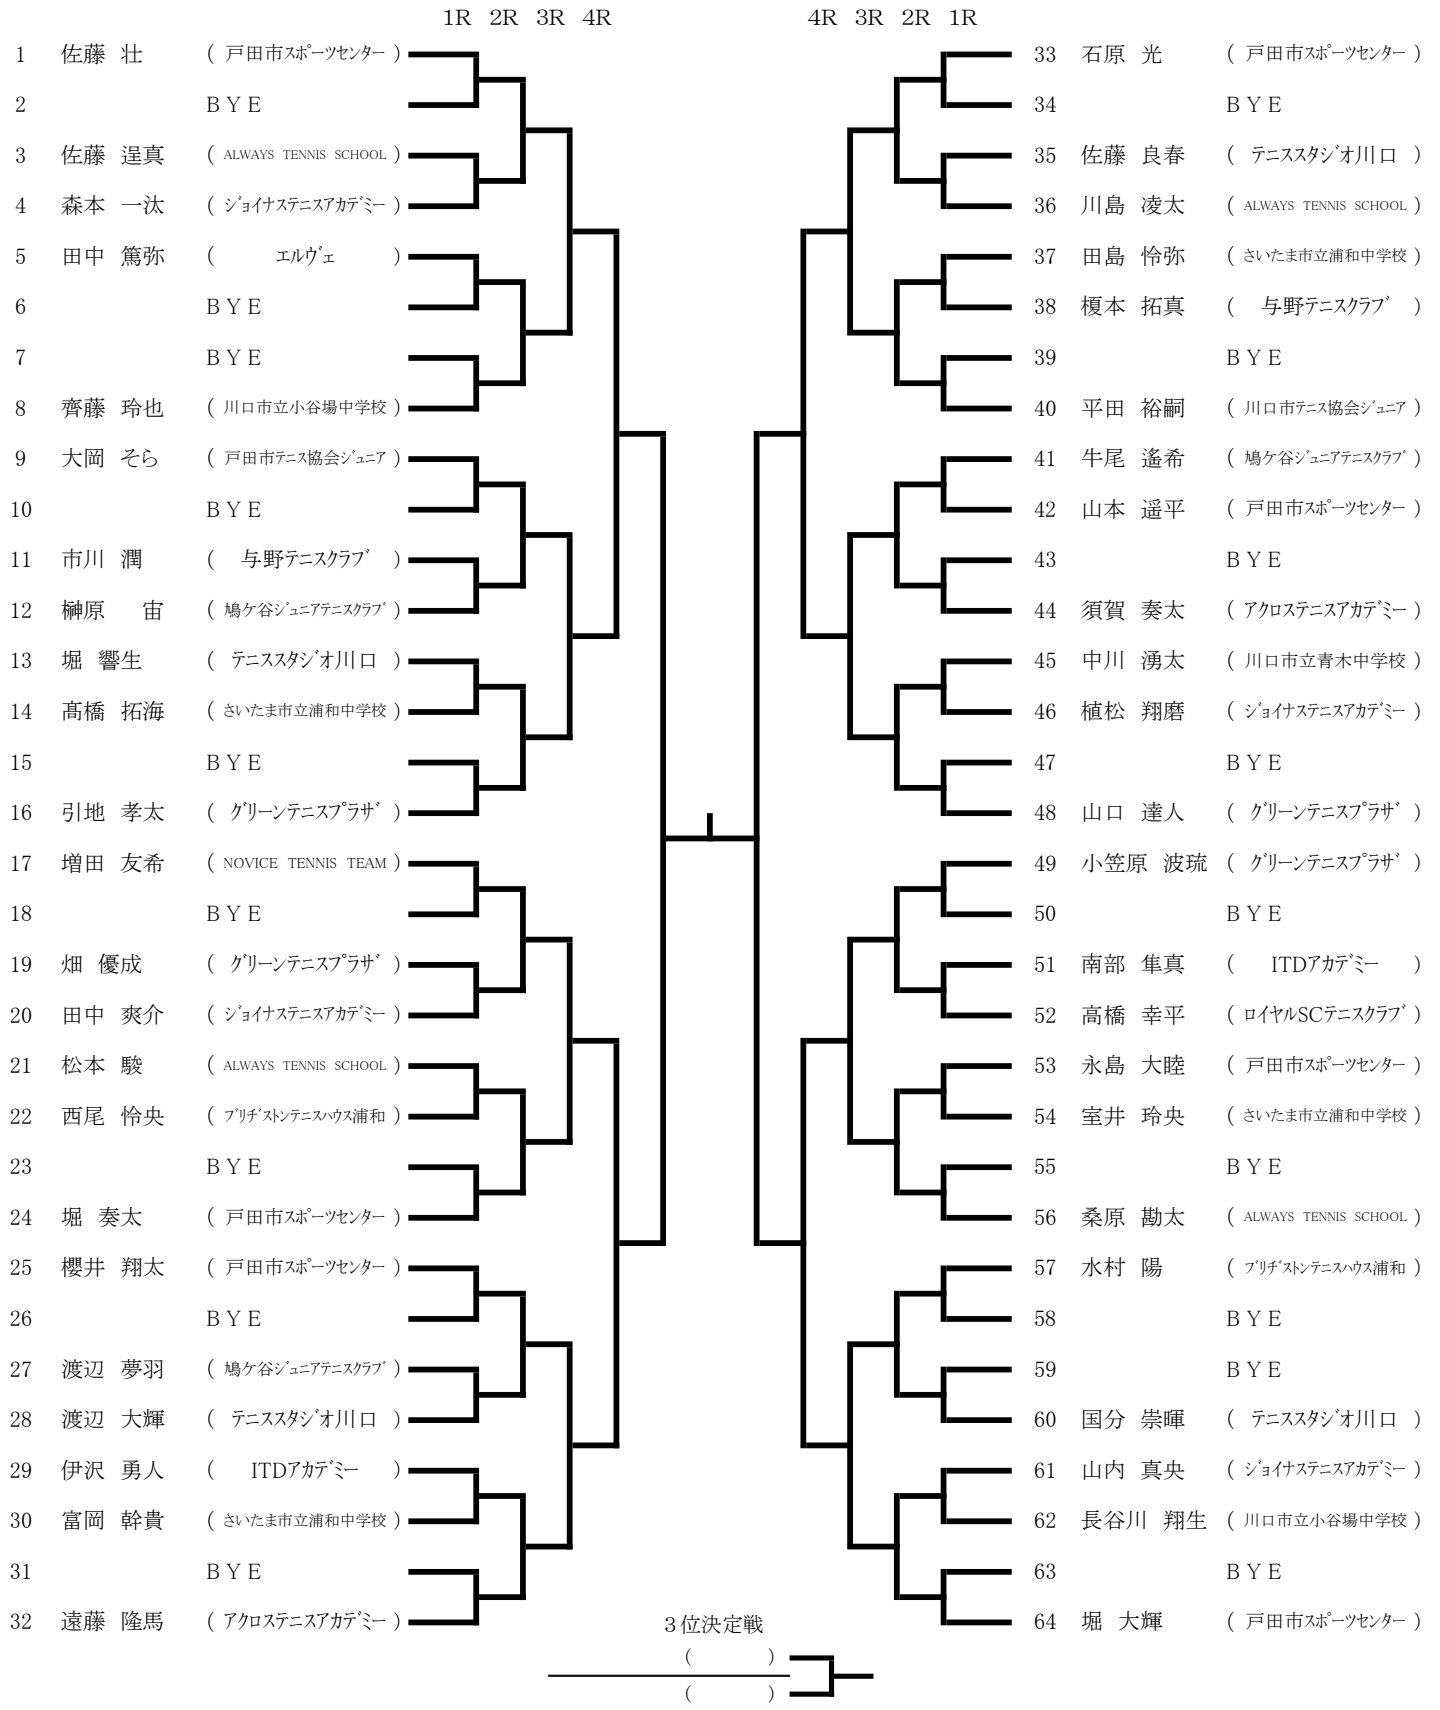 1R 2R 3R 4R
1 佐藤 壮 ( 戸田市スポーツセンター )
2 BYE
3 佐藤 逞真 ( ALWAYS TENNIS SCHOOL )
4 森本 一汰 ( ジョイナステニスアカデミー )
5 田中 篤弥 ( エルヴェ )
6 BYE
7 BYE
8 齊藤 玲也 ( 川口市立小谷場中学校 )
9 大岡 そら ( 戸田市テニス協会ジュニア )
10 BYE
11 市川 潤 ( 与野テニスクラブ )
12 榊原 宙 ( 鳩ケ谷ジュニアテニスクラブ )
13 堀 響生 ( テニススタジオ川口 )
14 髙橋 拓海 ( さいたま市立浦和中学校 )
15 BYE
16 引地 孝太 ( グリーンテニスプラザ )
17 増田 友希 ( NOVICE TENNIS TEAM )
18 BYE
19 畑 優成 ( グリーンテニスプラザ )
20 田中 爽介 ( ジョイナステニスアカデミー )
21 松本 駿 ( ALWAYS TENNIS SCHOOL )
22 西尾 怜央 ( ブリヂストンテニスハウス浦和 )
23 BYE
24 堀 奏太 ( 戸田市スポーツセンター )
25 櫻井 翔太 ( 戸田市スポーツセンター )
26 BYE
27 渡辺 夢羽 ( 鳩ケ谷ジュニアテニスクラブ )
28 渡辺 大輝 ( テニススタジオ川口 )
29 伊沢 勇人 ( ITDアカデミー )
30 富岡 幹貴 ( さいたま市立浦和中学校 )
31 BYE
32 遠藤 隆馬 ( アクロステニスアカデミー )
4R 3R 2R 1R
33 石原 光 ( 戸田市スポーツセンター )
34 BYE
35 佐藤 良春 ( テニススタジオ川口 )
36 川島 凌太 ( ALWAYS TENNIS SCHOOL )
37 田島 怜弥 ( さいたま市立浦和中学校 )
38 榎本 拓真 ( 与野テニスクラブ )
39 BYE
40 平田 裕嗣 ( 川口市テニス協会ジュニア )
41 牛尾 遙希 ( 鳩ケ谷ジュニアテニスクラブ )
42 山本 遥平 ( 戸田市スポーツセンター )
43 BYE
44 須賀 奏太 ( アクロステニスアカデミー )
45 中川 湧太 ( 川口市立青木中学校 )
46 植松 翔磨 ( ジョイナステニスアカデミー )
47 BYE
48 山口 達人 ( グリーンテニスプラザ )
49 小笠原 波琉 ( グリーンテニスプラザ )
50 BYE
51 南部 隼真 ( ITDアカデミー )
52 高橋 幸平 ( ロイヤルSCテニスクラブ )
53 永島 大睦 ( 戸田市スポーツセンター )
54 室井 玲央 ( さいたま市立浦和中学校 )
55 BYE
56 桑原 勘太 ( ALWAYS TENNIS SCHOOL )
57 水村 陽 ( ブリヂストンテニスハウス浦和 )
58 BYE
59 BYE
60 国分 崇暉 ( テニススタジオ川口 )
61 山内 真央 ( ジョイナステニスアカデミー )
62 長谷川 翔生 ( 川口市立小谷場中学校 )
63 BYE
64 堀 大輝 ( 戸田市スポーツセンター )
３位決定戦
( )
( )